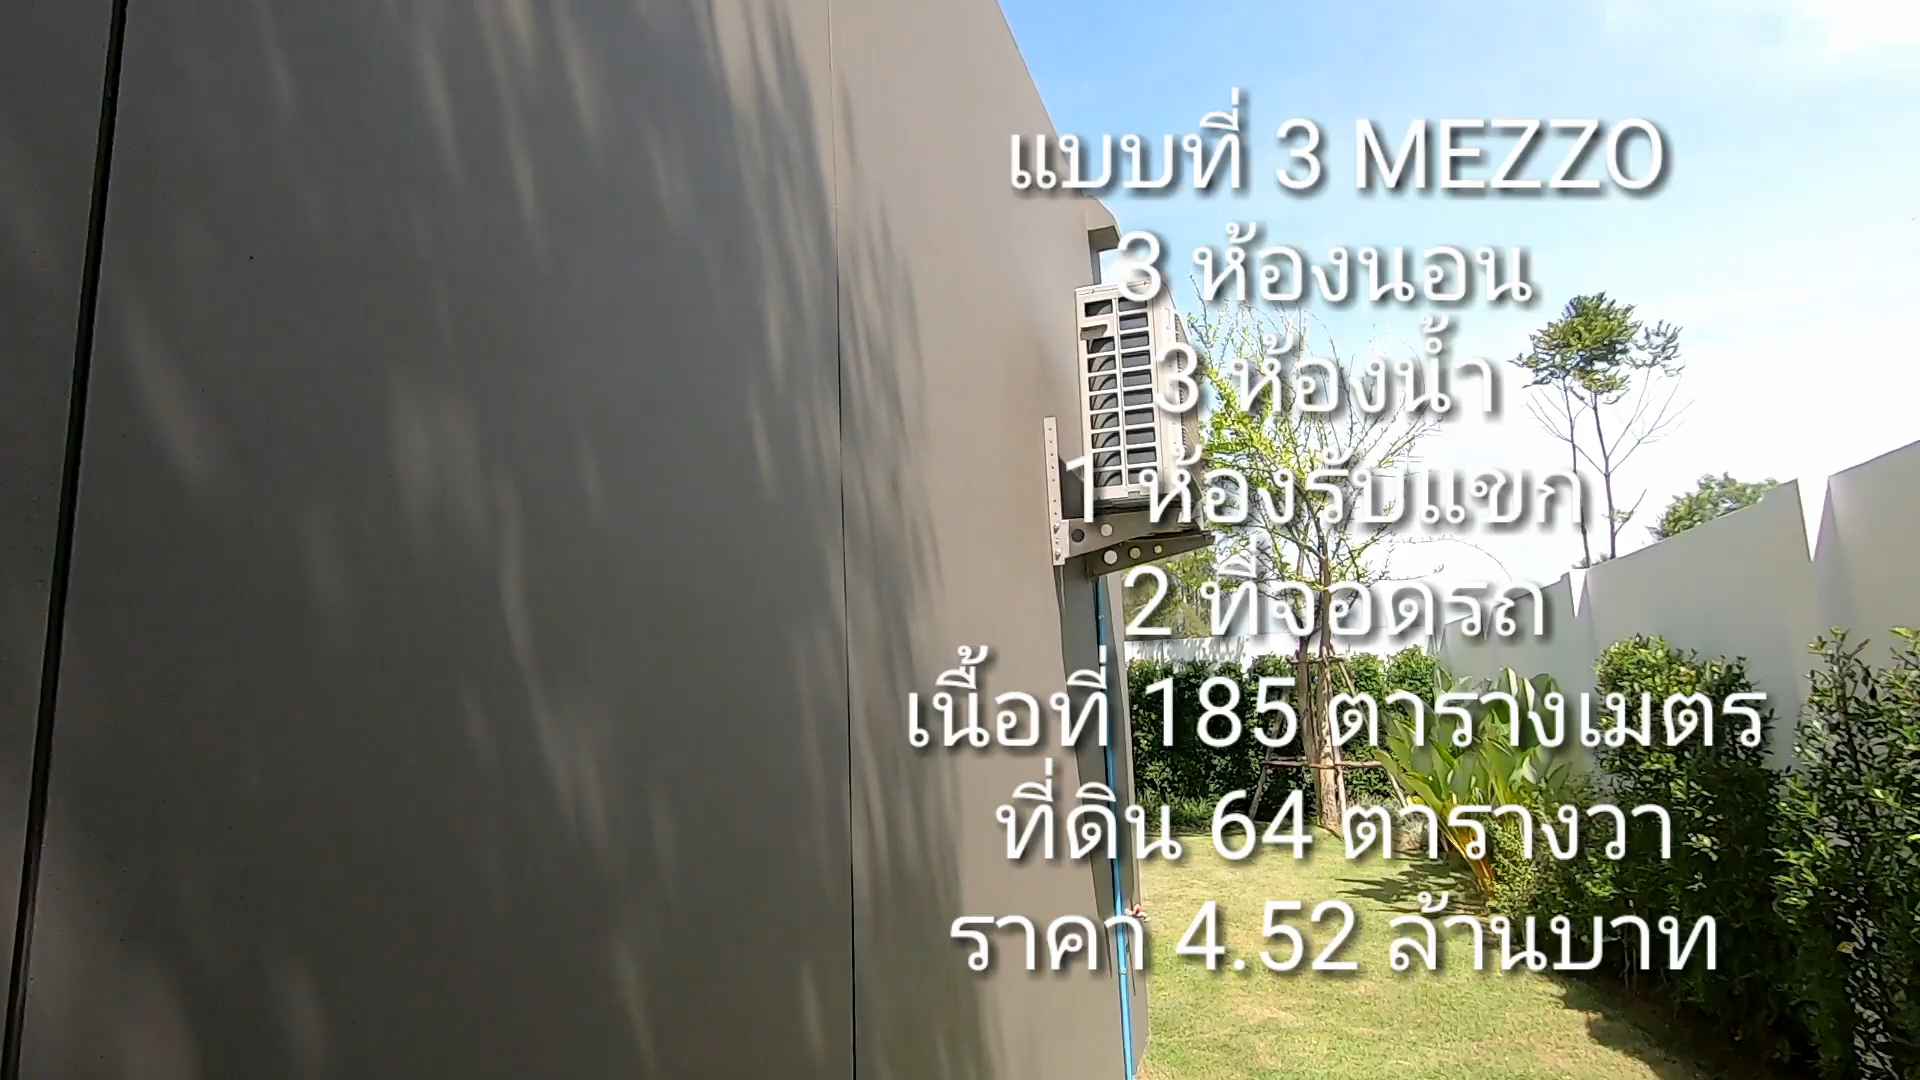 แบบที่ 3 MEZZO
3 ห้องนอน
3 ห้องน้ำ
1 ห้องรับแขก
2 ที่จอดรถ
เนื้อที่ 185 ตารางเมตร
ที่ดิน 64 ตารางวา
ราคา 4.52 ล้านบาท